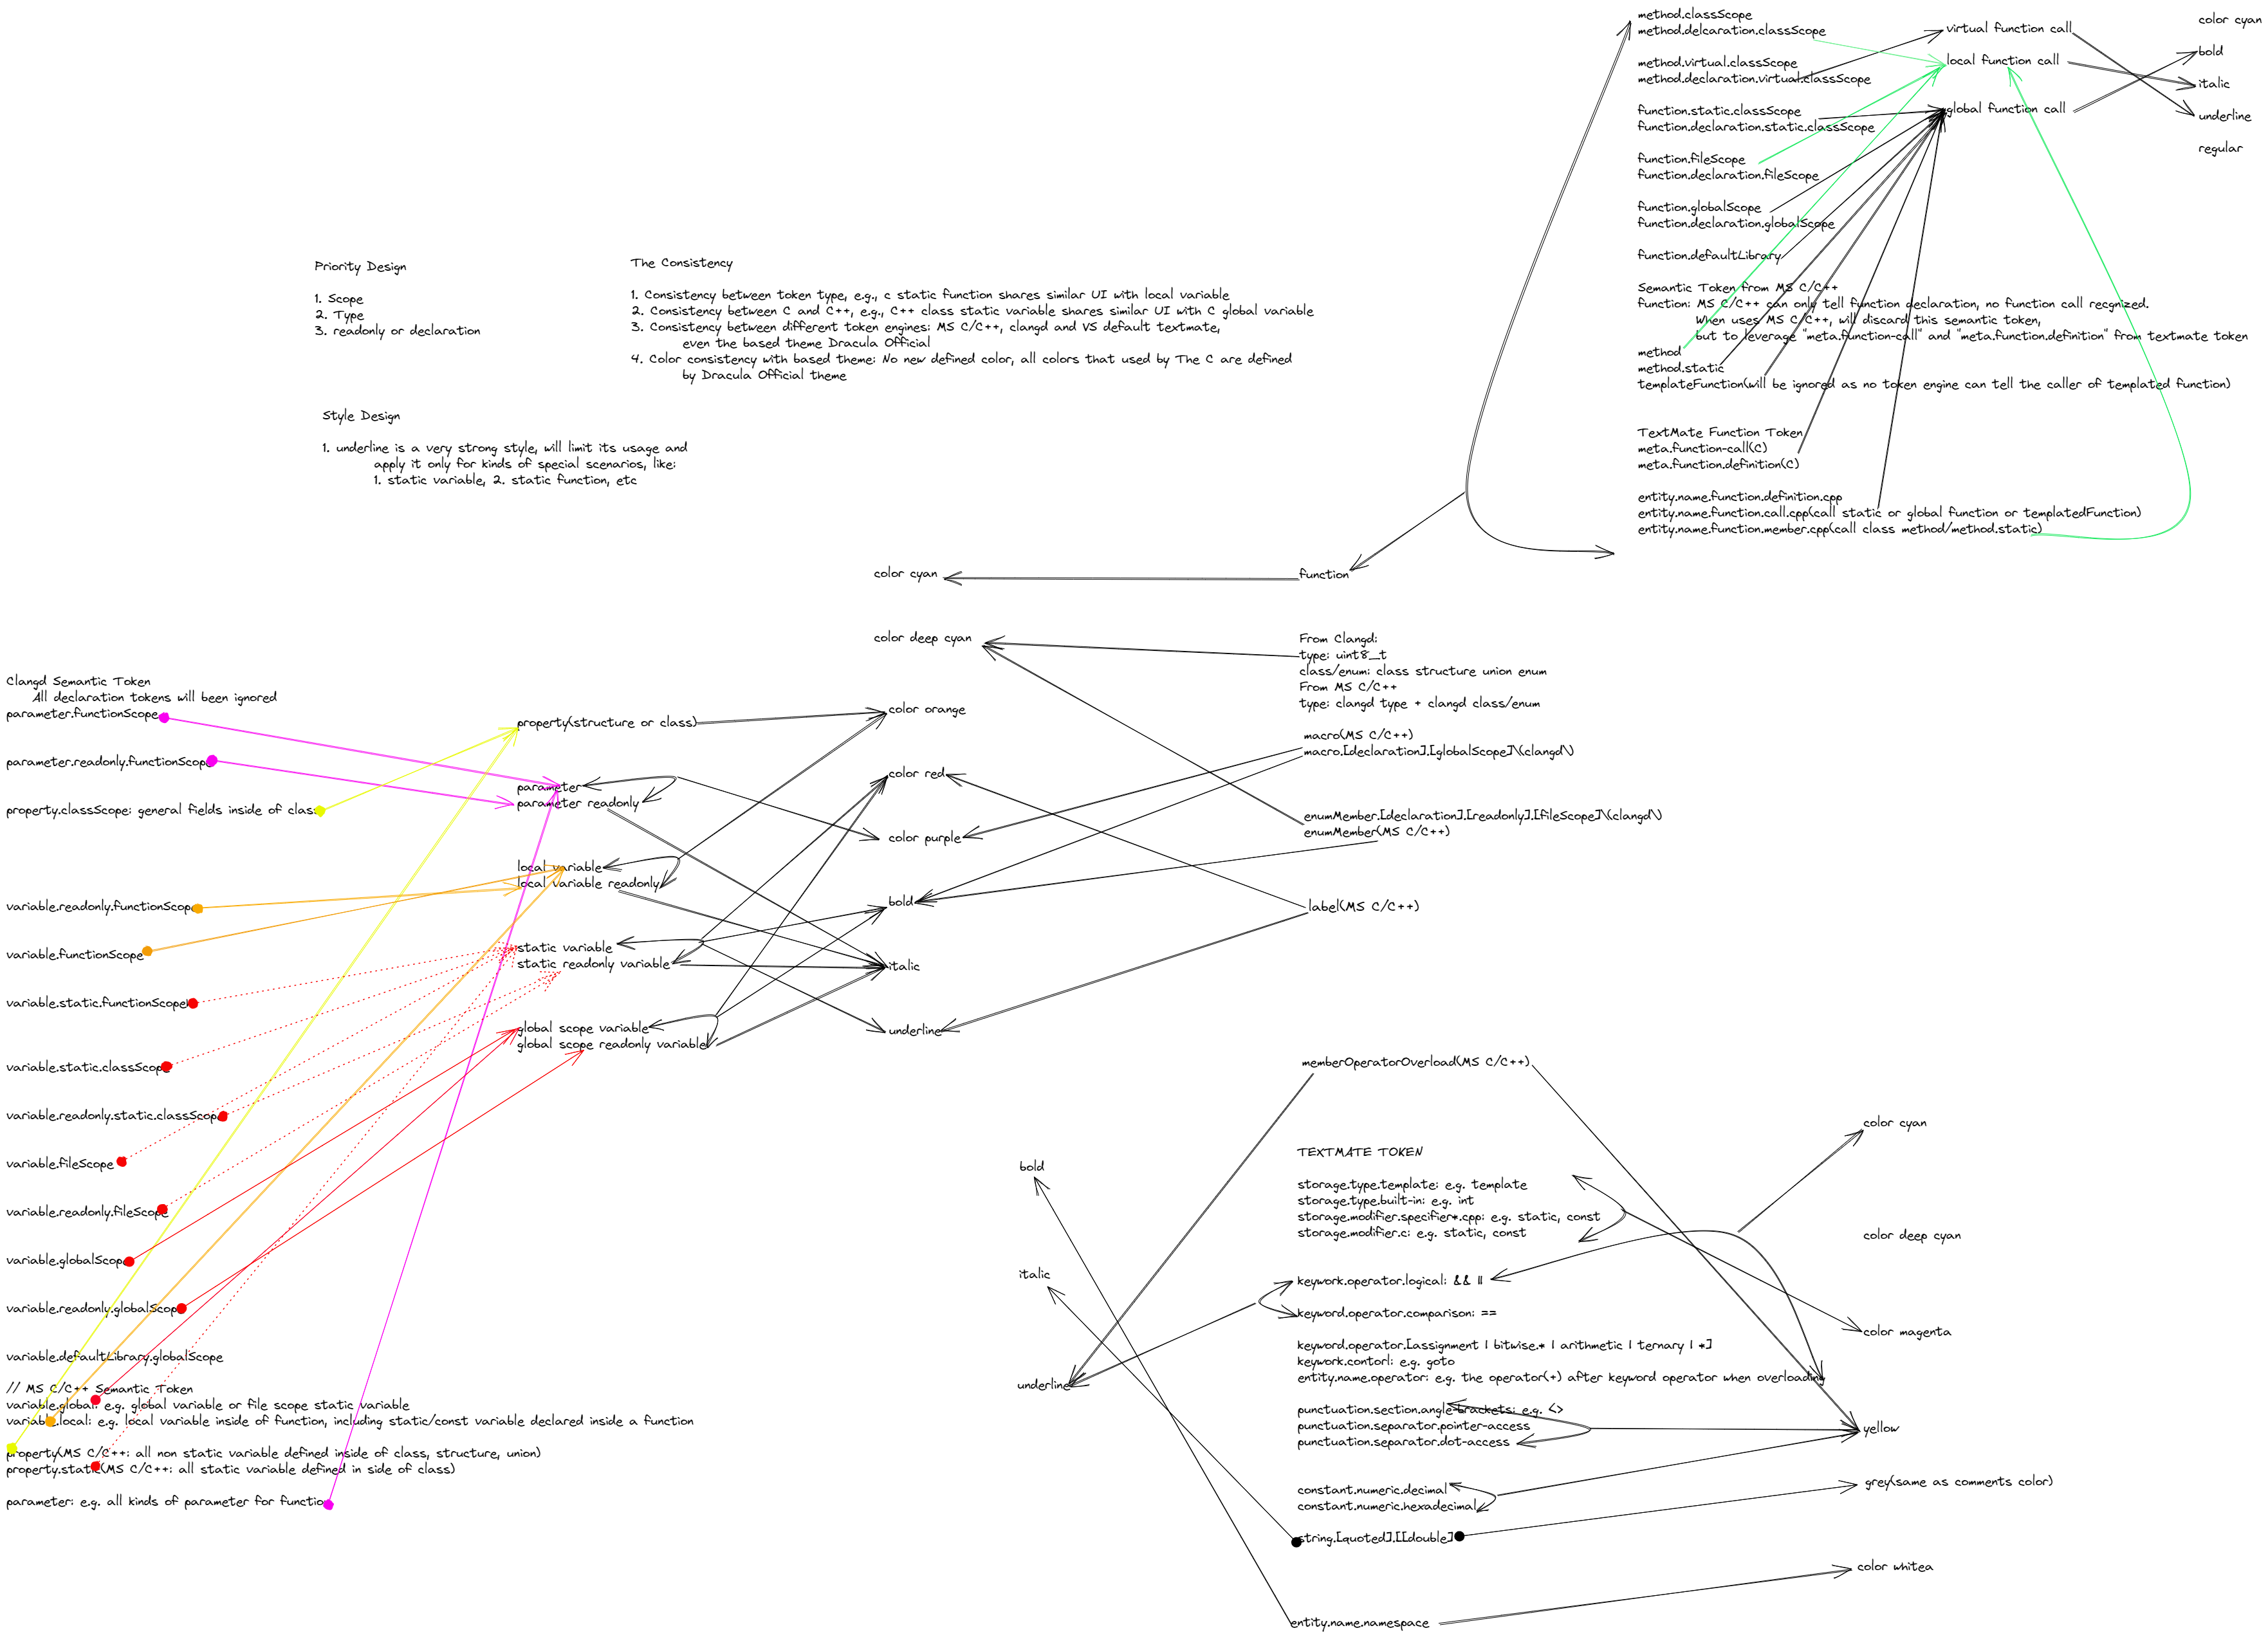 method.classScope
method.delcaration.classScope
method.virtual.classScope
method.declaration.virtual.classScope
function.static.classScope
function.declaration.static.classScope
function.fileScope
function.declaration.fileScope
function.globalScope
function.declaration.globalScope
function.defaultLibrary
Semantic Token from MS C/C++
function: MS C/C++ can only tell function declaration, no function call recgnized.
When uses MS C/C++, will discard this semantic token,
but to leverage "meta.function-call" and "meta.function.definition" from textmate token
method
method.static
templateFunction(will be ignored as no token engine can tell the caller of templated function)
TextMate Function Token
meta.function-call(C)
meta.function.definition(C)
entity.name.function.definition.cpp
entity.name.function.call.cpp(call static or global function or templatedFunction)
entity.name.function.member.cpp(call class method/method.static)
virtual function call
local function call
global function call
color cyan
bold
italic
underline
regular
Priority Design
1. Scope
2. Type
3. readonly or declaration
The Consistency
1. Consistency between token type, e.g., c static function shares similar UI with local variable
2. Consistency between C and C++, e.g., C++ class static variable shares similar UI with C global variable
3. Consistency between different token engines: MS C/C++, clangd and VS default textmate,
even the based theme Dracula Official
4. Color consistency with based theme: No new defined color, all colors that used by The C are defined
by Dracula Official theme
Style Design
1. underline is a very strong style, will limit its usage and
apply it only for kinds of special scenarios, like:
1. static variable, 2. static function, etc
color cyan
function
color deep cyan
From Clangd:
type: uint8_t
class/enum: class structure union enum
From MS C/C++
type: clangd type + clangd class/enum
macro(MS C/C++)
macro.[declaration].[globalScope]\(clangd\)
enumMember.[declaration].[readonly].[fileScope]\(clangd\)
enumMember(MS C/C++)
label(MS C/C++)
Clangd Semantic Token
All declaration tokens will been ignored
parameter.functionScope
parameter.readonly.functionScope
property.classScope: general fields inside of class
variable.readonly.functionScope
variable.functionScope
variable.static.functionScope
variable.static.classScope
variable.readonly.static.classScope
variable.fileScope
variable.readonly.fileScope
variable.globalScope
variable.readonly.globalScope
variable.defaultLibrary.globalScope
// MS C/C++ Semantic Token
variable.global: e.g. global variable or file scope static variable
variable.local: e.g. local variable inside of function, including static/const variable declared inside a function
property(MS C/C++: all non static variable defined inside of class, structure, union)
property.static(MS C/C++: all static variable defined in side of class)
parameter: e.g. all kinds of parameter for function
property(structure or class)
parameter
parameter readonly
local variable
local variable readonly
static variable
static readonly variable
global scope variable
global scope readonly variable
color orange
color red
color purple
bold
italic
underline
memberOperatorOverload(MS C/C++)
TEXTMATE TOKEN
storage.type.template: e.g. template
storage.type.built-in: e.g. int
storage.modifier.specifier*.cpp: e.g. static, const
storage.modifier.c: e.g. static, const
keywork.operator.logical: && ||
keyword.operator.comparison: ==
keyword.operator.[assignment | bitwise.* | arithmetic | ternary | *]
keywork.contorl: e.g. goto
entity.name.operator: e.g. the operator(+) after keyword operator when overloading
punctuation.section.angle-brackets: e.g. <>
punctuation.separator.pointer-access
punctuation.separator.dot-access
constant.numeric.decimal
constant.numeric.hexadecimal
string.[quoted].[[double]
entity.name.namespace
bold
italic
underline
color cyan
color deep cyan
color magenta
yellow
grey(same as comments color)
color whitea